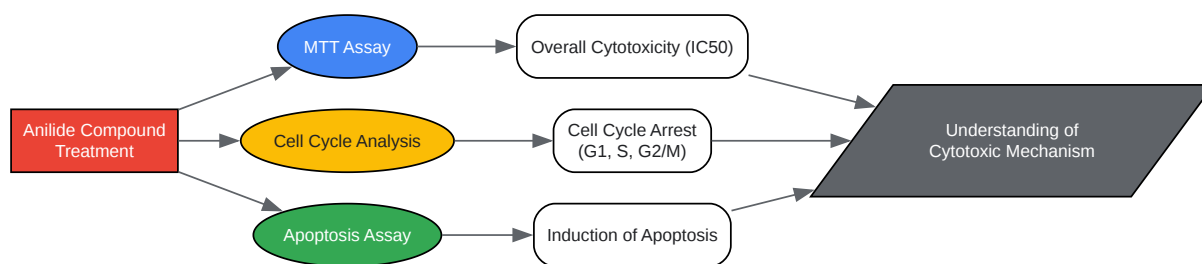 MTT Assay
Overall Cytotoxicity (IC50)
Anilide Compound
Treatment
Cell Cycle Analysis
Cell Cycle Arrest
(G1, S, G2/M)
Understanding of
Cytotoxic Mechanism
Apoptosis Assay
Induction of Apoptosis